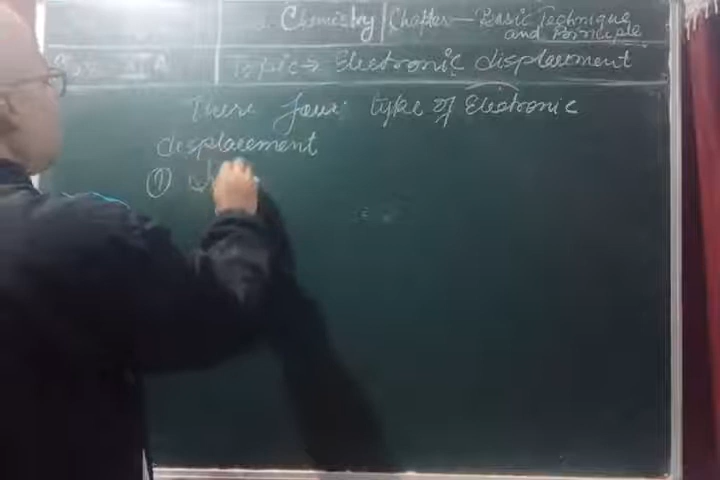 Chemistry Chapter - Basic Technique
and Principle
Topic → Electronic displacement
There four type of Electronic
displacement
①